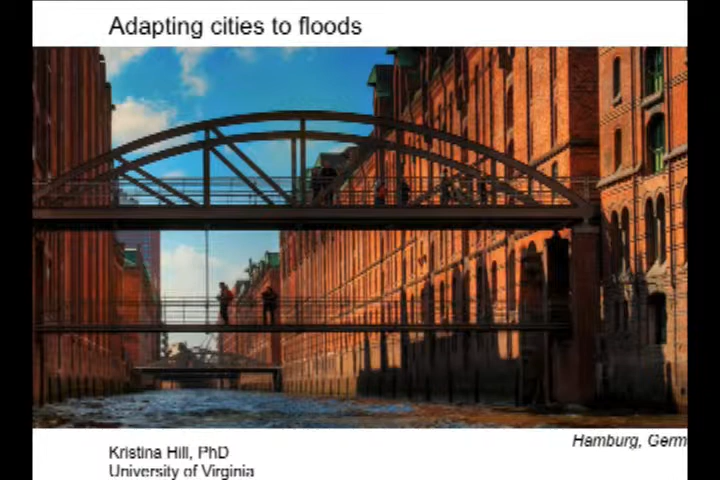 Adapting cities to floods
Hamburg, Germ
Kristina Hill, PhD
University of Virginia